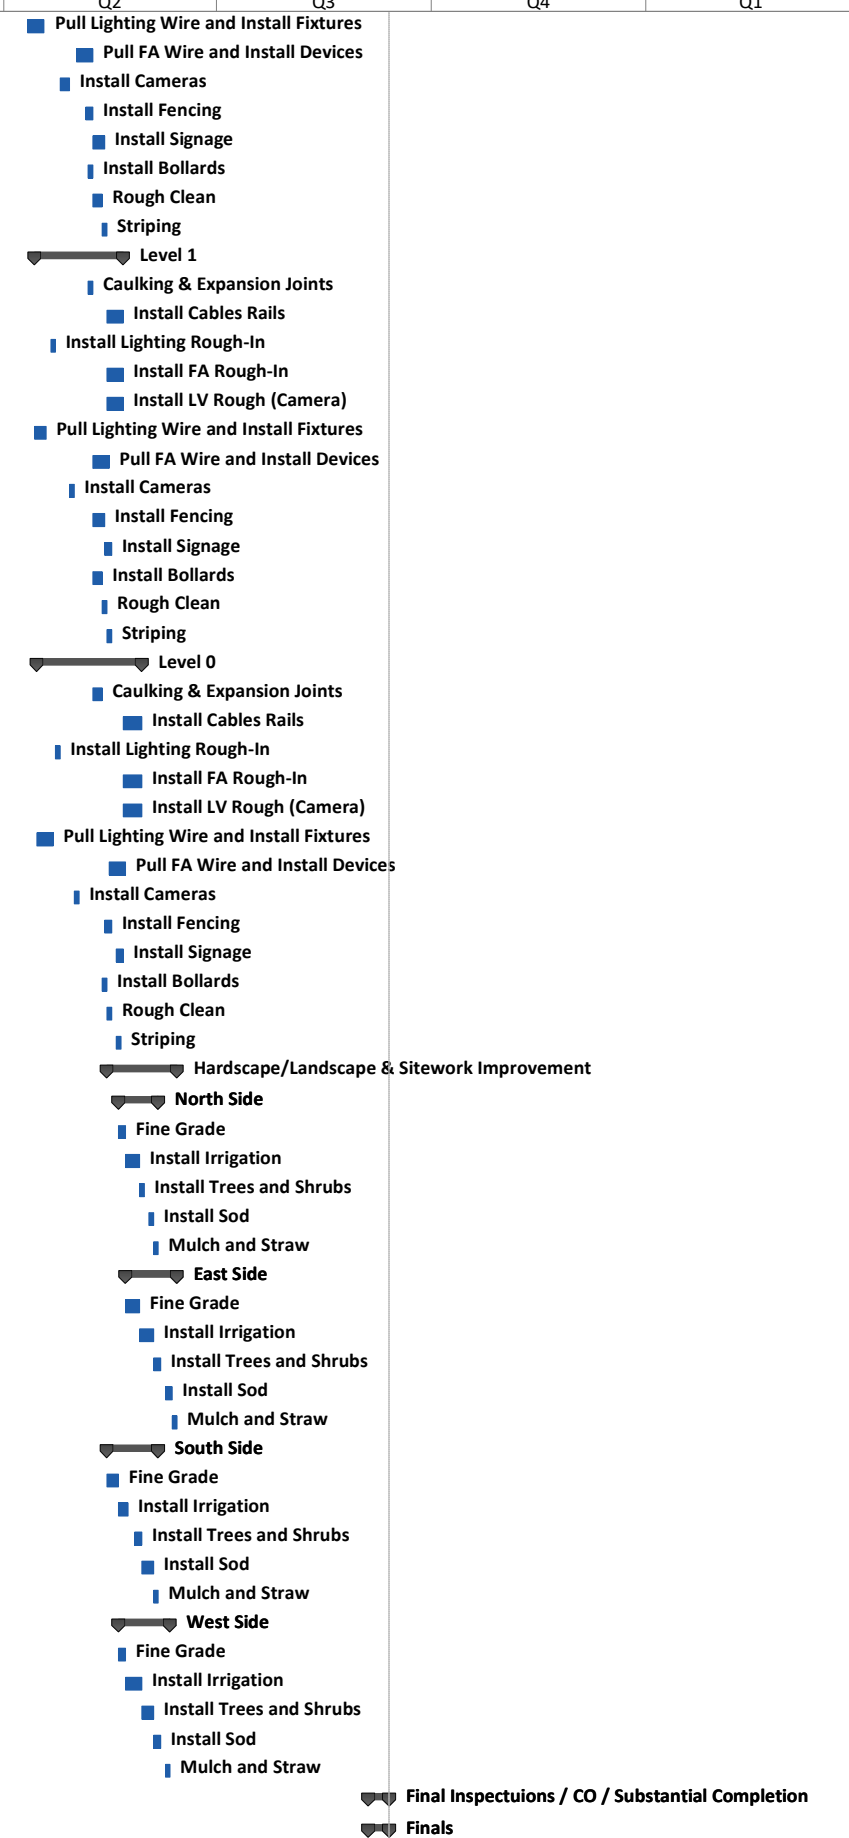 Q2 Q3 Q4 Q1
Pull Lighting Wire and Install Fixtures
Pull FA Wire and Install Devices
Install Cameras
Install Fencing
Install Signage
Install Bollards
Rough Clean
Striping
Level 1
Caulking & Expansion Joints
Install Cables Rails
Install Lighting Rough-In
Install FA Rough-In
Install LV Rough (Camera)
Pull Lighting Wire and Install Fixtures
Pull FA Wire and Install Devices
Install Cameras
Install Fencing
Install Signage
Install Bollards
Rough Clean
Striping
Level 0
Caulking & Expansion Joints
Install Cables Rails
Install Lighting Rough-In
Install FA Rough-In
Install LV Rough (Camera)
Pull Lighting Wire and Install Fixtures
Pull FA Wire and Install Devices
Install Cameras
Install Fencing
Install Signage
Install Bollards
Rough Clean
Striping
Hardscape/Landscape & Sitework Improvement
North Side
Fine Grade
Install Irrigation
Install Trees and Shrubs
Install Sod
Mulch and Straw
East Side
Fine Grade
Install Irrigation
Install Trees and Shrubs
Install Sod
Mulch and Straw
South Side
Fine Grade
Install Irrigation
Install Trees and Shrubs
Install Sod
Mulch and Straw
West Side
Fine Grade
Install Irrigation
Install Trees and Shrubs
Install Sod
Mulch and Straw
Final Inspectuions / CO / Substantial Completion
Finals